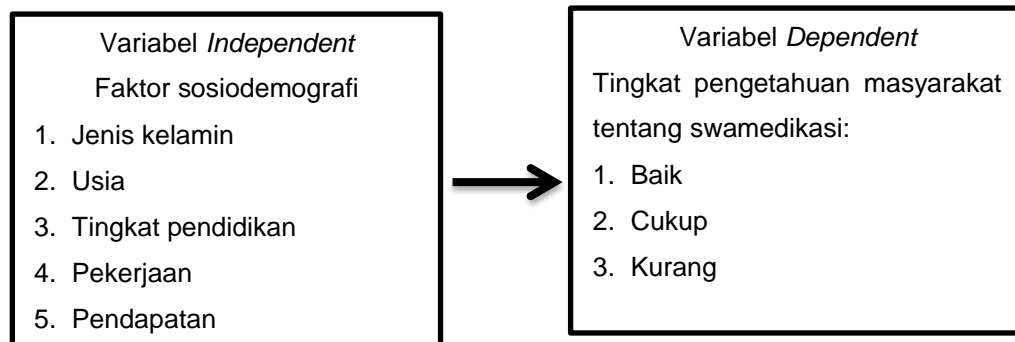 Variabel Independent
Faktor sosiodemografi
1. Jenis kelamin
2. Usia
3. Tingkat pendidikan
4. Pekerjaan
5. Pendapatan
Variabel Dependent
Tingkat pengetahuan masyarakat
tentang swamedikasi:
1. Baik
2. Cukup
3. Kurang